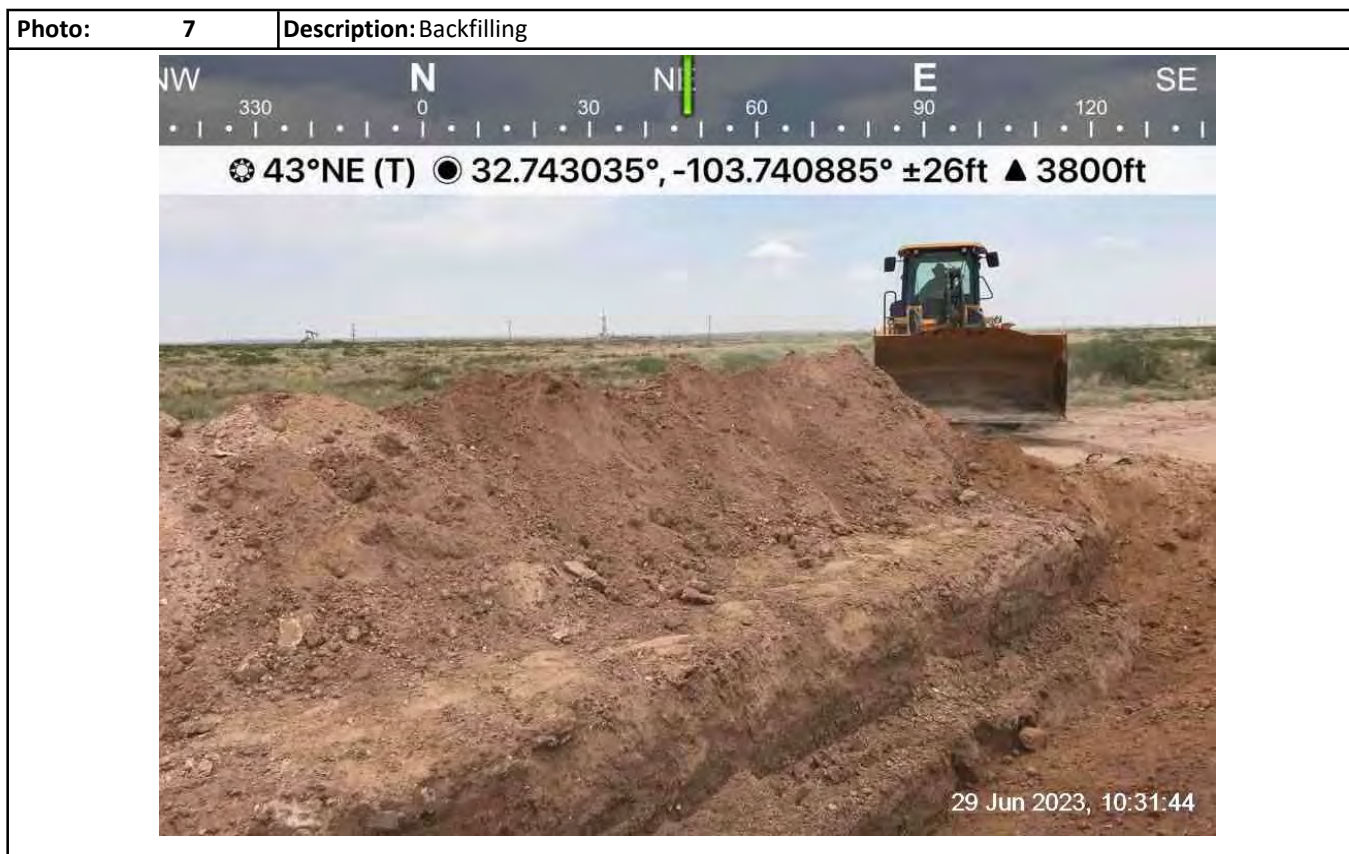 Photo: 7 Description: Backfilling
NW N NE E SE
330 0 30 60 90 120
43°NE (T) 32.743035°, -103.740885° ±26ft ▲ 3800ft
29 Jun 2023, 10:31:44